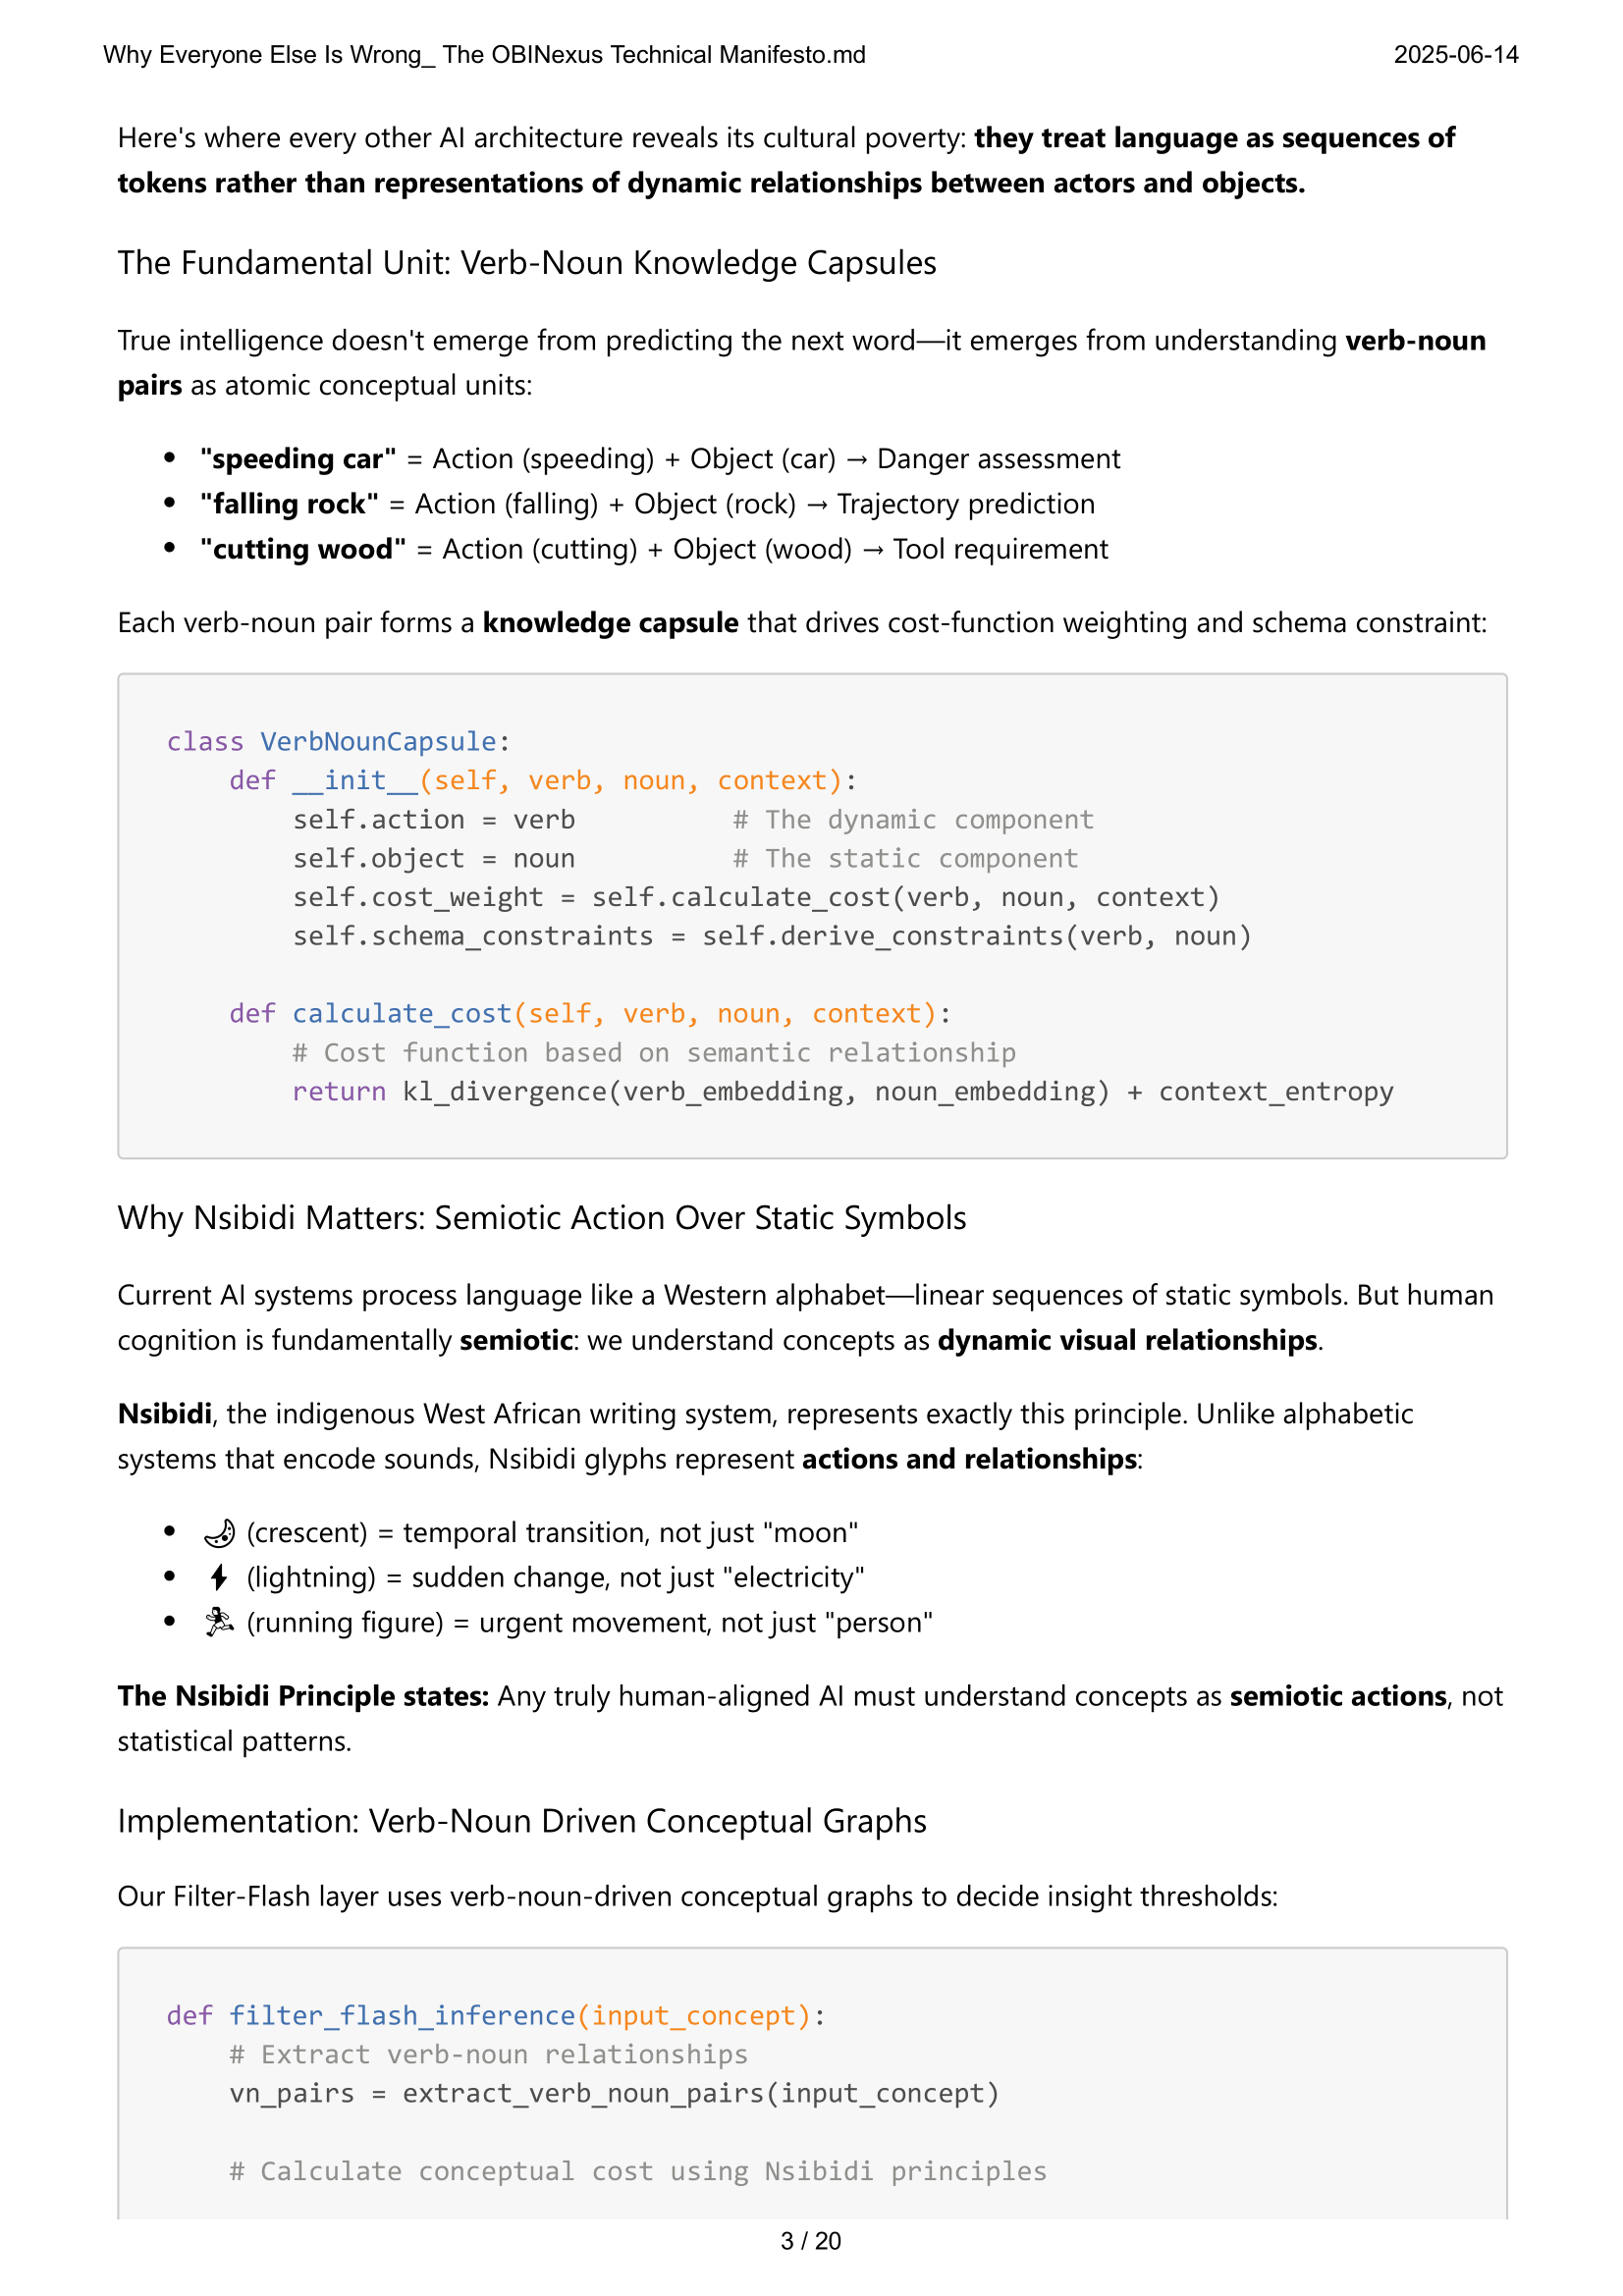 Why Everyone Else Is Wrong_ The OBINexus Technical Manifesto.md 2025-06-14
Here's where every other AI architecture reveals its cultural poverty: they treat language as sequences of
tokens rather than representations of dynamic relationships between actors and objects.
The Fundamental Unit: Verb-Noun Knowledge Capsules
True intelligence doesn't emerge from predicting the next word—it emerges from understanding verb-noun
pairs as atomic conceptual units:
• "speeding car" = Action (speeding) + Object (car) → Danger assessment
• "falling rock" = Action (falling) + Object (rock) → Trajectory prediction
• "cutting wood" = Action (cutting) + Object (wood) → Tool requirement
Each verb-noun pair forms a knowledge capsule that drives cost-function weighting and schema constraint:
class VerbNounCapsule:
    def __init__(self, verb, noun, context):
        self.action = verb          # The dynamic component
        self.object = noun          # The static component
        self.cost_weight = self.calculate_cost(verb, noun, context)
        self.schema_constraints = self.derive_constraints(verb, noun)
    def calculate_cost(self, verb, noun, context):
        # Cost function based on semantic relationship
        return kl_divergence(verb_embedding, noun_embedding) + context_entropy
Why Nsibidi Matters: Semiotic Action Over Static Symbols
Current AI systems process language like a Western alphabet—linear sequences of static symbols. But human
cognition is fundamentally semiotic: we understand concepts as dynamic visual relationships.
Nsibidi, the indigenous West African writing system, represents exactly this principle. Unlike alphabetic
systems that encode sounds, Nsibidi glyphs represent actions and relationships:
• 🌙 (crescent) = temporal transition, not just "moon"
• ⚡ (lightning) = sudden change, not just "electricity"
• 🏃 (running figure) = urgent movement, not just "person"
The Nsibidi Principle states: Any truly human-aligned AI must understand concepts as semiotic actions, not
statistical patterns.
Implementation: Verb-Noun Driven Conceptual Graphs
Our Filter-Flash layer uses verb-noun-driven conceptual graphs to decide insight thresholds:
def filter_flash_inference(input_concept):
    # Extract verb-noun relationships
    vn_pairs = extract_verb_noun_pairs(input_concept)
    # Calculate conceptual cost using Nsibidi principles
3 / 20